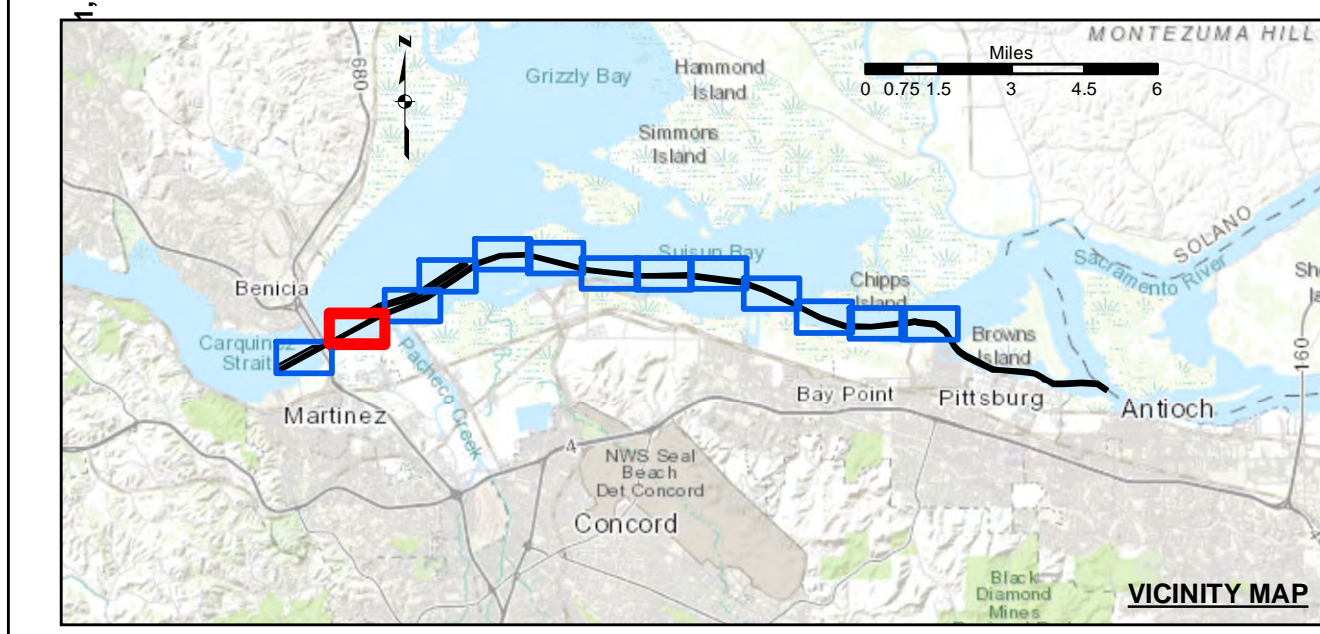 1,
MONTEZUMA HILL
N
Miles
0 0.75 1.5 3 4.5 6
680
Grizzly Bay
Hammond
Island
Simmons
Island
SOLANO
Suisun Bay
Sacramento River
Benicia
Chipps
Island
Carquinez
Strait
Browns
Island
160
Pacheco Creek
Martinez
Bay Point
Pittsburg
Antioch
4
NWS Seal
Beach
Det Concord
Concord
Black
Diamond
Mines
VICINITY MAP